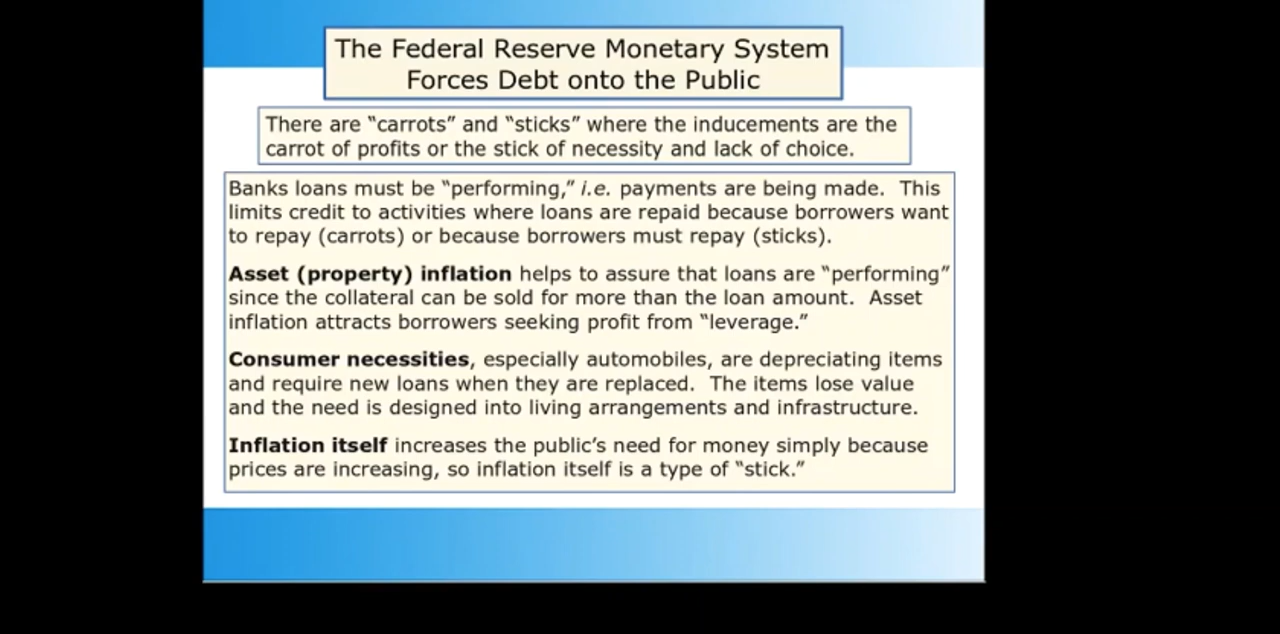 The Federal Reserve Monetary System
Forces Debt onto the Public
There are “carrots” and “sticks” where the inducements are the
carrot of profits or the stick of necessity and lack of choice.
Banks loans must be “performing,” i.e. payments are being made.  This
limits credit to activities where loans are repaid because borrowers want
to repay (carrots) or because borrowers must repay (sticks).
Asset (property) inflation helps to assure that loans are “performing”
since the collateral can be sold for more than the loan amount.  Asset
inflation attracts borrowers seeking profit from “leverage.”
Consumer necessities, especially automobiles, are depreciating items
and require new loans when they are replaced.  The items lose value
and the need is designed into living arrangements and infrastructure.
Inflation itself increases the public’s need for money simply because
prices are increasing, so inflation itself is a type of “stick.”